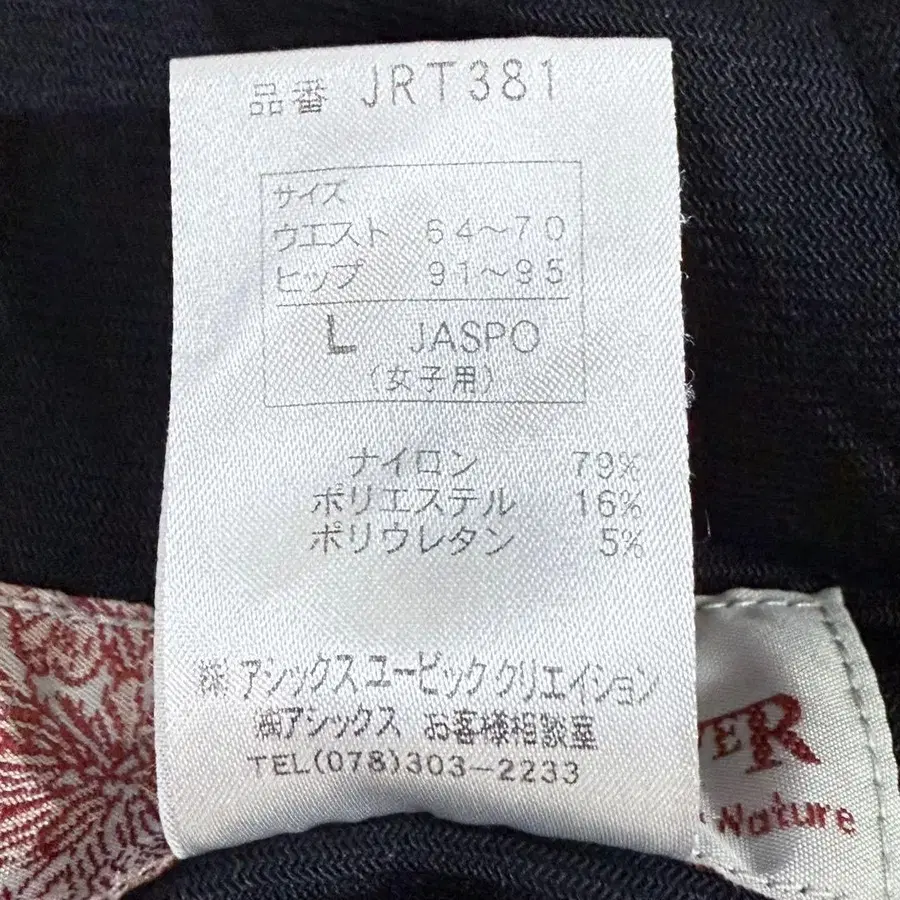 品番 JRT381
サイズ
ウエスト 64～70
ヒップ 91～95
L JASPO
(女子用)
ナイロン 79%
ポリエステル 16%
ポリウレタン 5%
㈱アシックスユービック クリエイション
㈱アシックス お客様相談室
TEL(078)303-2233
ER
Nature